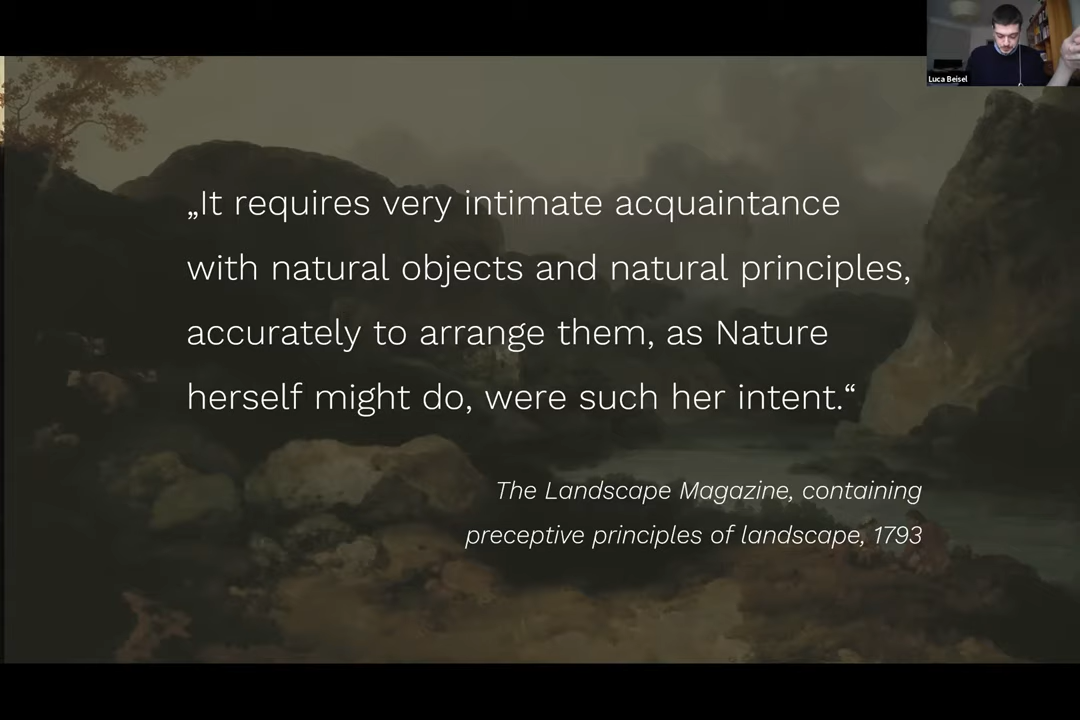 Luca Beisel
„It requires very intimate acquaintance
with natural objects and natural principles,
accurately to arrange them, as Nature
herself might do, were such her intent.“
The Landscape Magazine, containing
preceptive principles of landscape, 1793